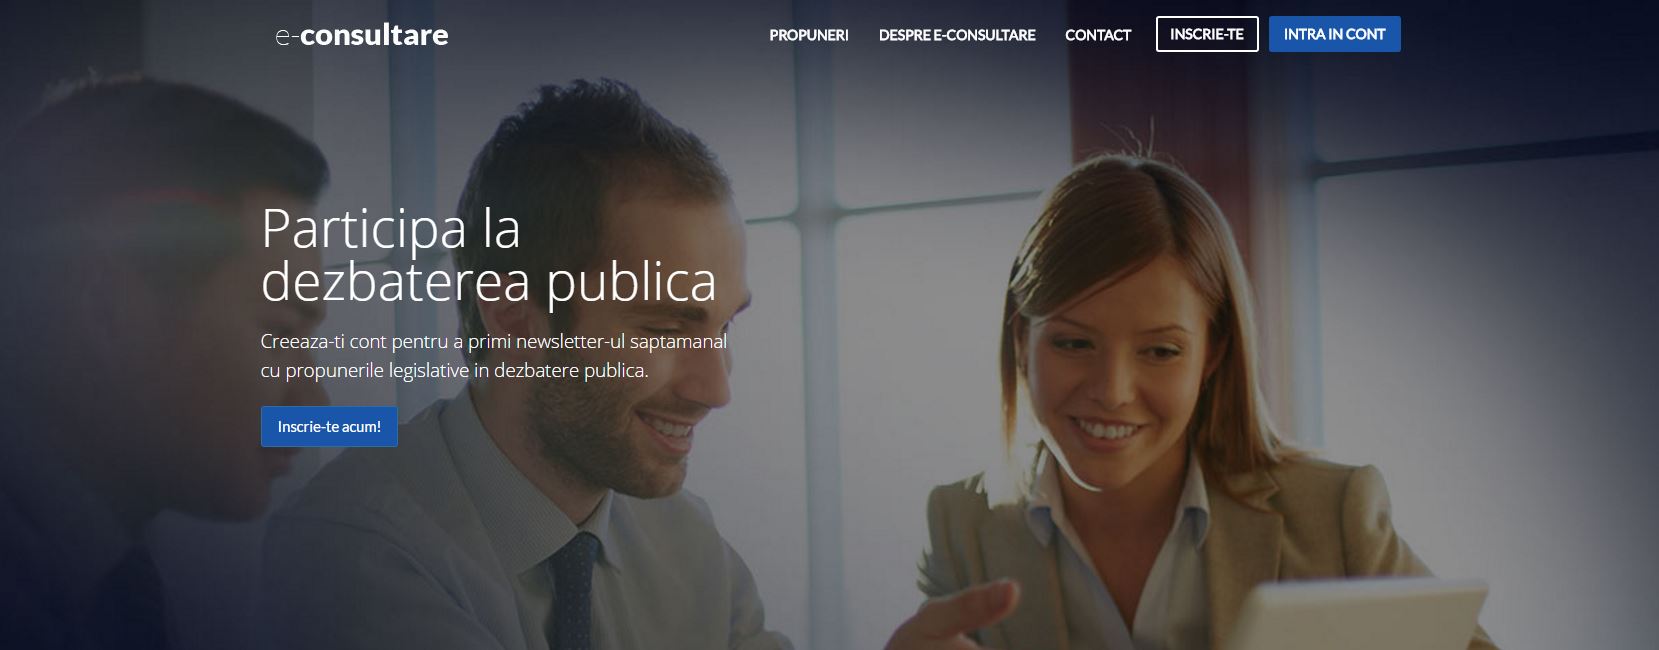 e-consultare
PROPUNERI
DESPRE E-CONSULTARE
CONTACT
INSCRIE-TE
INTRA IN CONT
Participa la
dezbaterea publica
Creeaza-ti cont pentru a primi newsletter-ul saptamanal
cu propunerile legislative in dezbatere publica.
Inscrie-te acum!